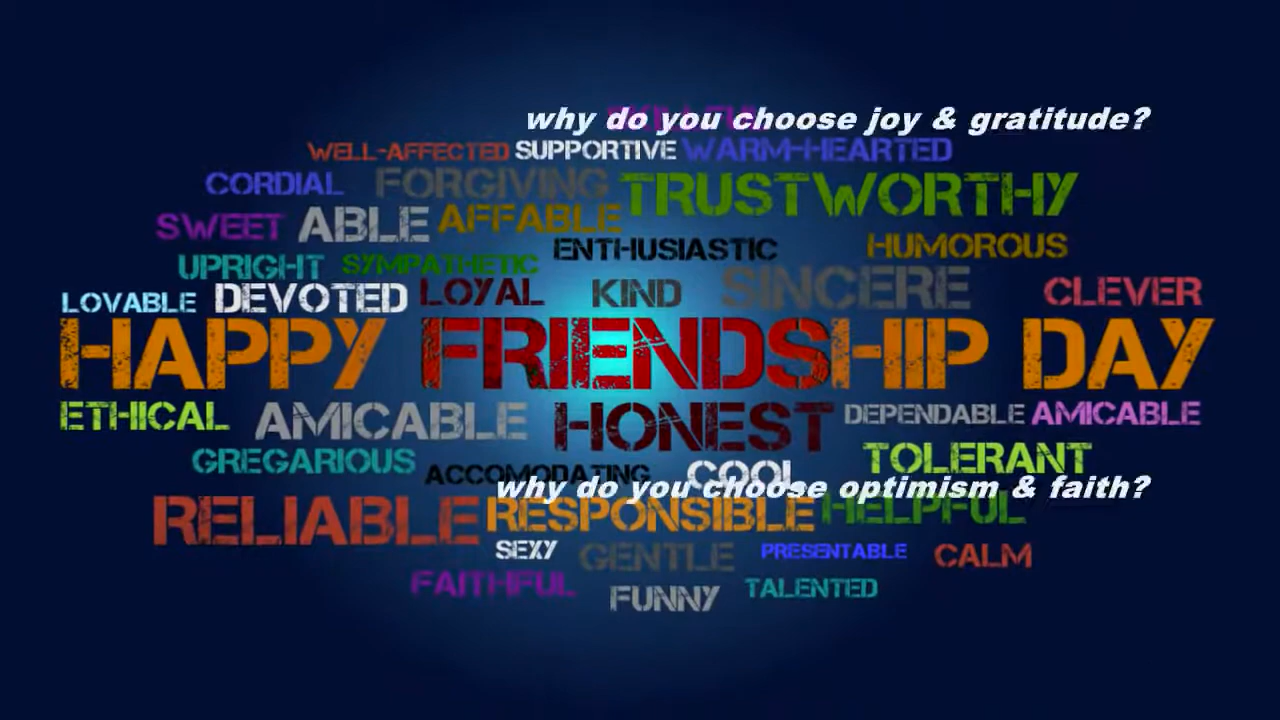 why do you choose joy & gratitude?
WELL-AFFECTED SUPPORTIVE WARM-HEARTED
CORDIAL FORGIVING TRUSTWORTHY
SWEET ABLE AFFABLE
ENTHUSIASTIC HUMOROUS
UPRIGHT SYMPATHETIC
LOVABLE DEVOTED LOYAL KIND SINCERE CLEVER
HAPPY FRIENDSHIP DAY
ETHICAL AMICABLE HONEST DEPENDABLE AMICABLE
GREGARIOUS ACCOMODATING COOL TOLERANT
why do you choose optimism & faith?
RELIABLE RESPONSIBLE HELPFUL
SEXY GENTLE PRESENTABLE CALM
FAITHFUL FUNNY TALENTED